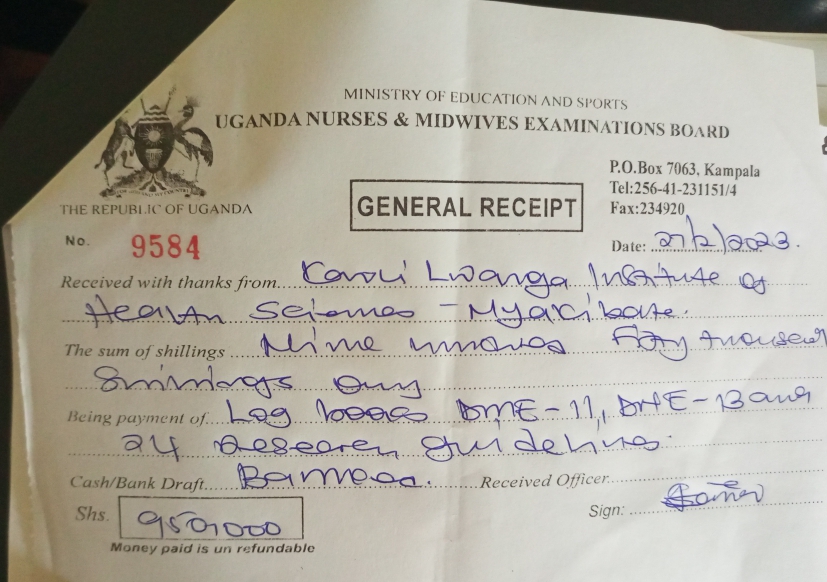 MINISTRY OF EDUCATION AND SPORTS
UGANDA NURSES & MIDWIVES EXAMINATIONS BOARD
P.O.Box 7063, Kampala
Tel:256-41-231151/4
Fax:234920
THE REPUBLIC OF UGANDA
GENERAL RECEIPT
No. 9584
Date: 27/2/2023.
Received with thanks from Karoli Lwanga Institute of
Health Sciences - Nyakibale.
The sum of shillings Nine hundred Fifty thousand
Shillings Only
Being payment of Log books DME-11, DNE-13 and
24 Research guidelines.
Cash/Bank Draft Banked. Received Officer
Shs. 950,000
Sign:
Money paid is un refundable